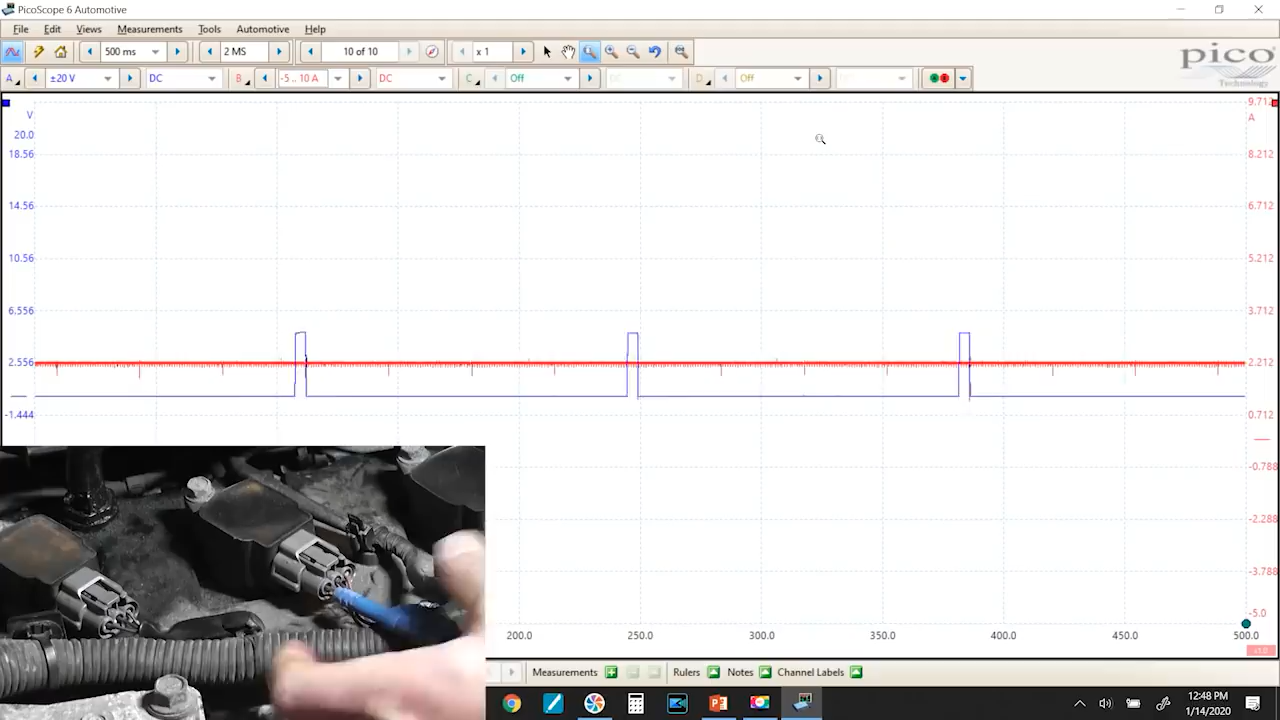 PicoScope 6 Automotive
File Edit Views Measurements Tools Automotive Help
500 ms 2 MS 10 of 10 x 1
pico
Technology
A ±20 V DC B -5 .. 10 A DC C Off DC D Off DC
V 9.712
A
20.0
18.56 8.212
14.56 6.712
10.56 5.212
6.556 3.712
2.556 2.212
-1.444 0.712
-0.788
-2.288
-3.788
-5.0
200.0 250.0 300.0 350.0 400.0 450.0 500.0
x1.0
Measurements Rulers Notes Channel Labels
12:48 PM
1/14/2020